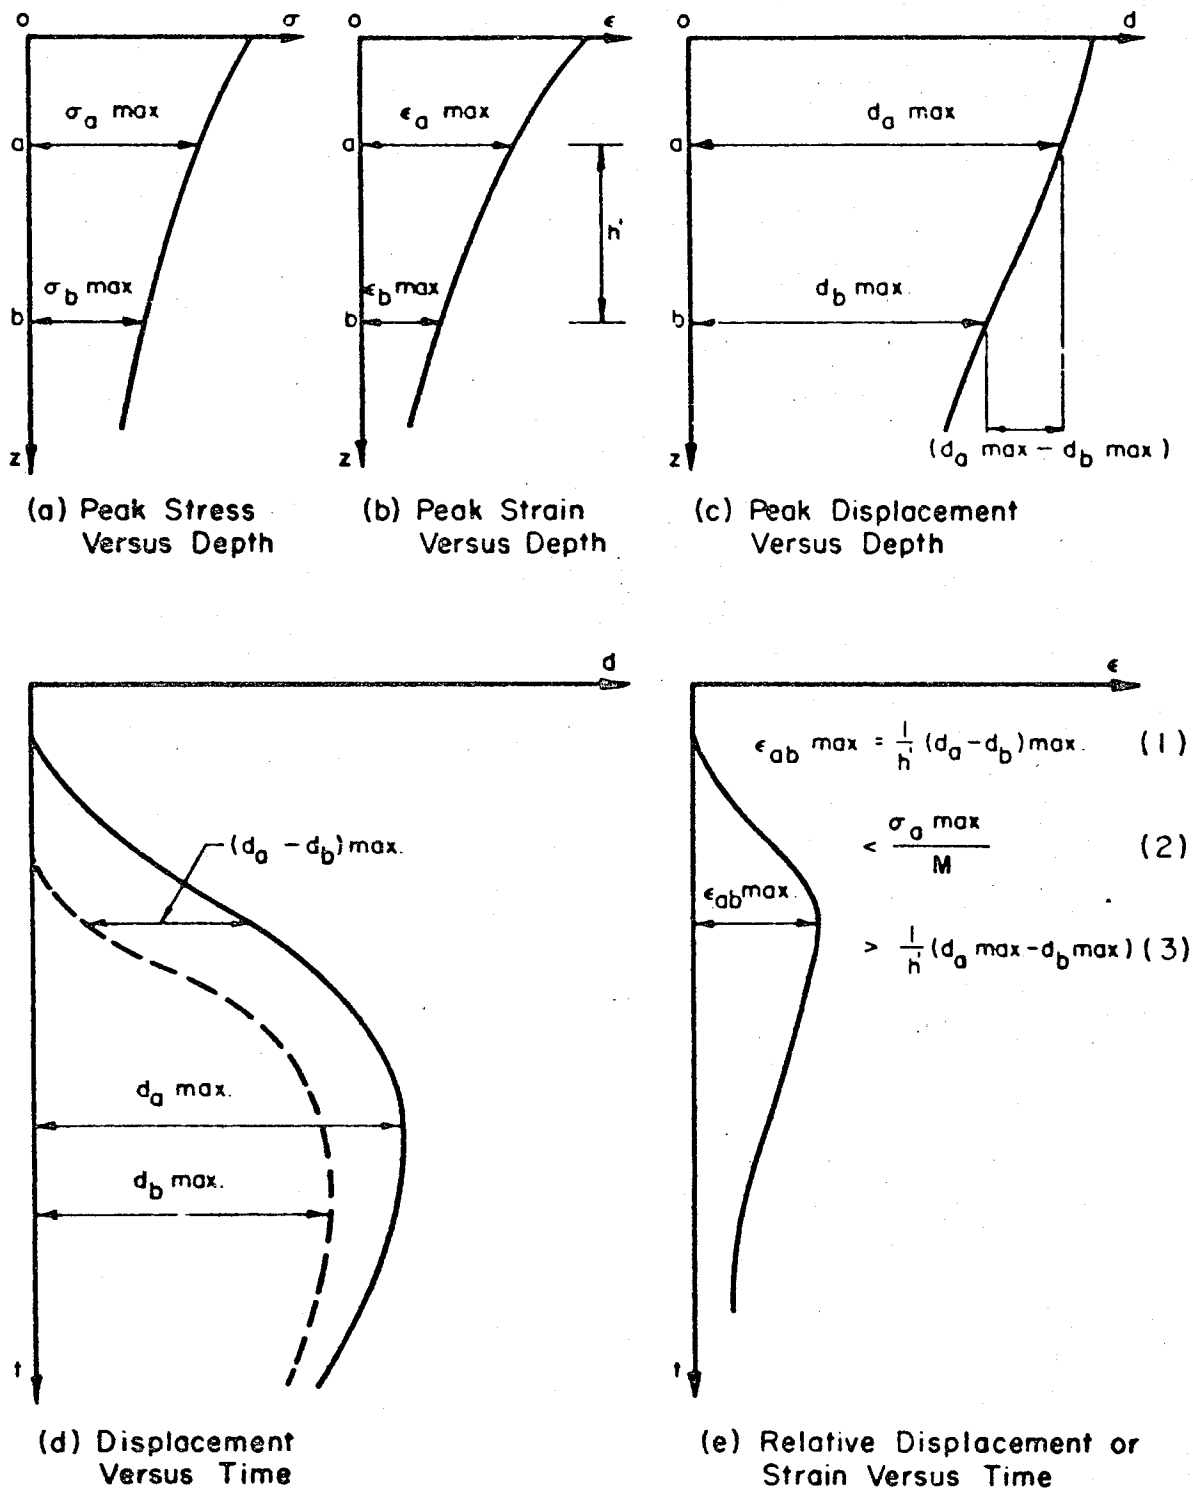 o σ
σa max
a
σb max
b
z
(a) Peak Stress
Versus Depth
o ϵ
ϵa max
a
h'
ϵb max
b
z
(b) Peak Strain
Versus Depth
o d
da max
a
db max.
b
(da max - db max)
z
(c) Peak Displacement
Versus Depth
d
(da - db) max.
da max.
db max.
t
(d) Displacement
Versus Time
ϵ
ϵab max = 1/h' (da - db) max. (1)
< σa max / M (2)
ϵab max.
> 1/h' (da max - db max) (3)
t
(e) Relative Displacement or
Strain Versus Time